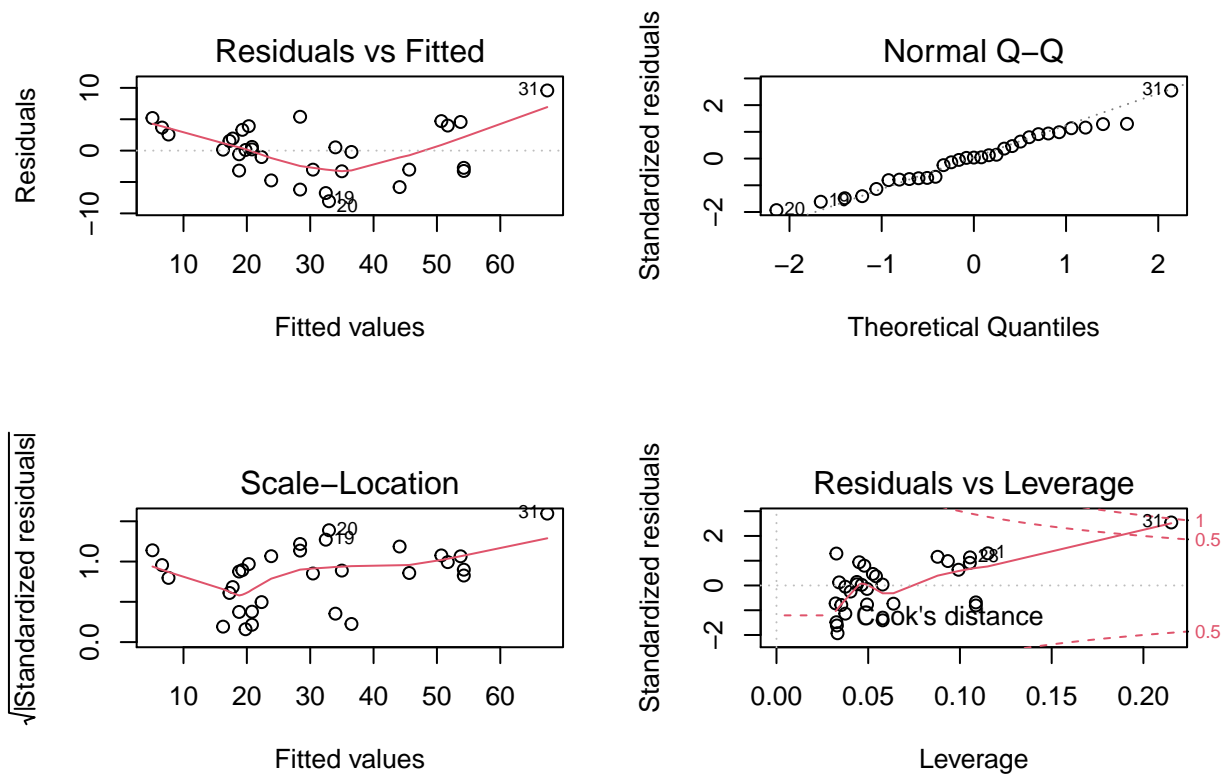 Residuals vs Fitted
Residuals
10
0
−10
31
19
20
10 20 30 40 50 60
Fitted values
Normal Q−Q
Standardized residuals
2
0
−2
31
19
20
−2 −1 0 1 2
Theoretical Quantiles
Scale−Location
√|Standardized residuals|
1.0
0.0
31
20
19
10 20 30 40 50 60
Fitted values
Residuals vs Leverage
Standardized residuals
2
0
−2
31
1
28
Cook's distance
1
0.5
0.5
0.00 0.05 0.10 0.15 0.20
Leverage